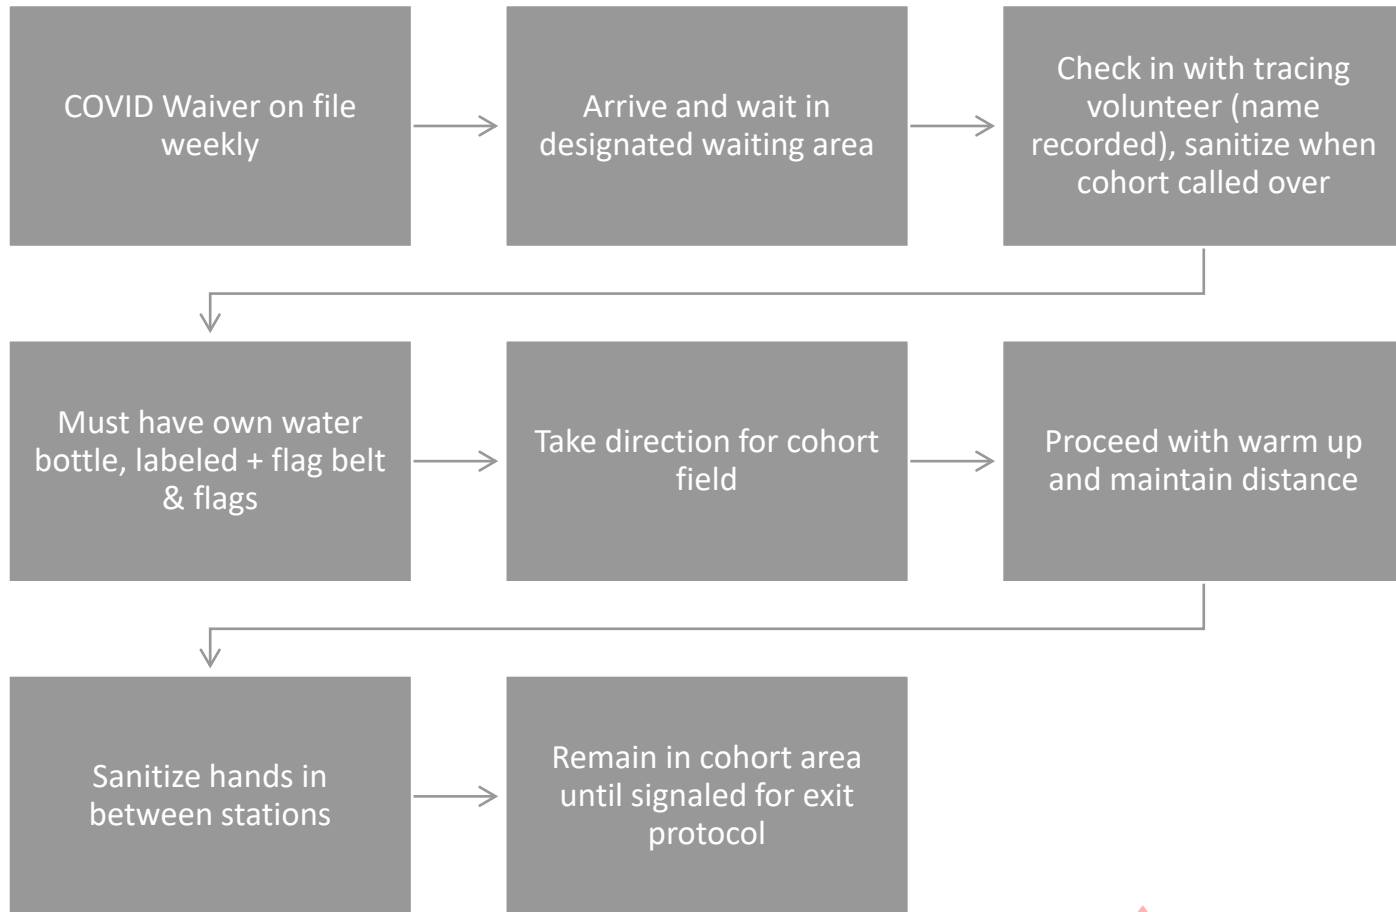 COVID Waiver on file
weekly
Arrive and wait in
designated waiting area
Check in with tracing
volunteer (name
recorded), sanitize when
cohort called over
Must have own water
bottle, labeled + flag belt
& flags
Take direction for cohort
field
Proceed with warm up
and maintain distance
Sanitize hands in
between stations
Remain in cohort area
until signaled for exit
protocol